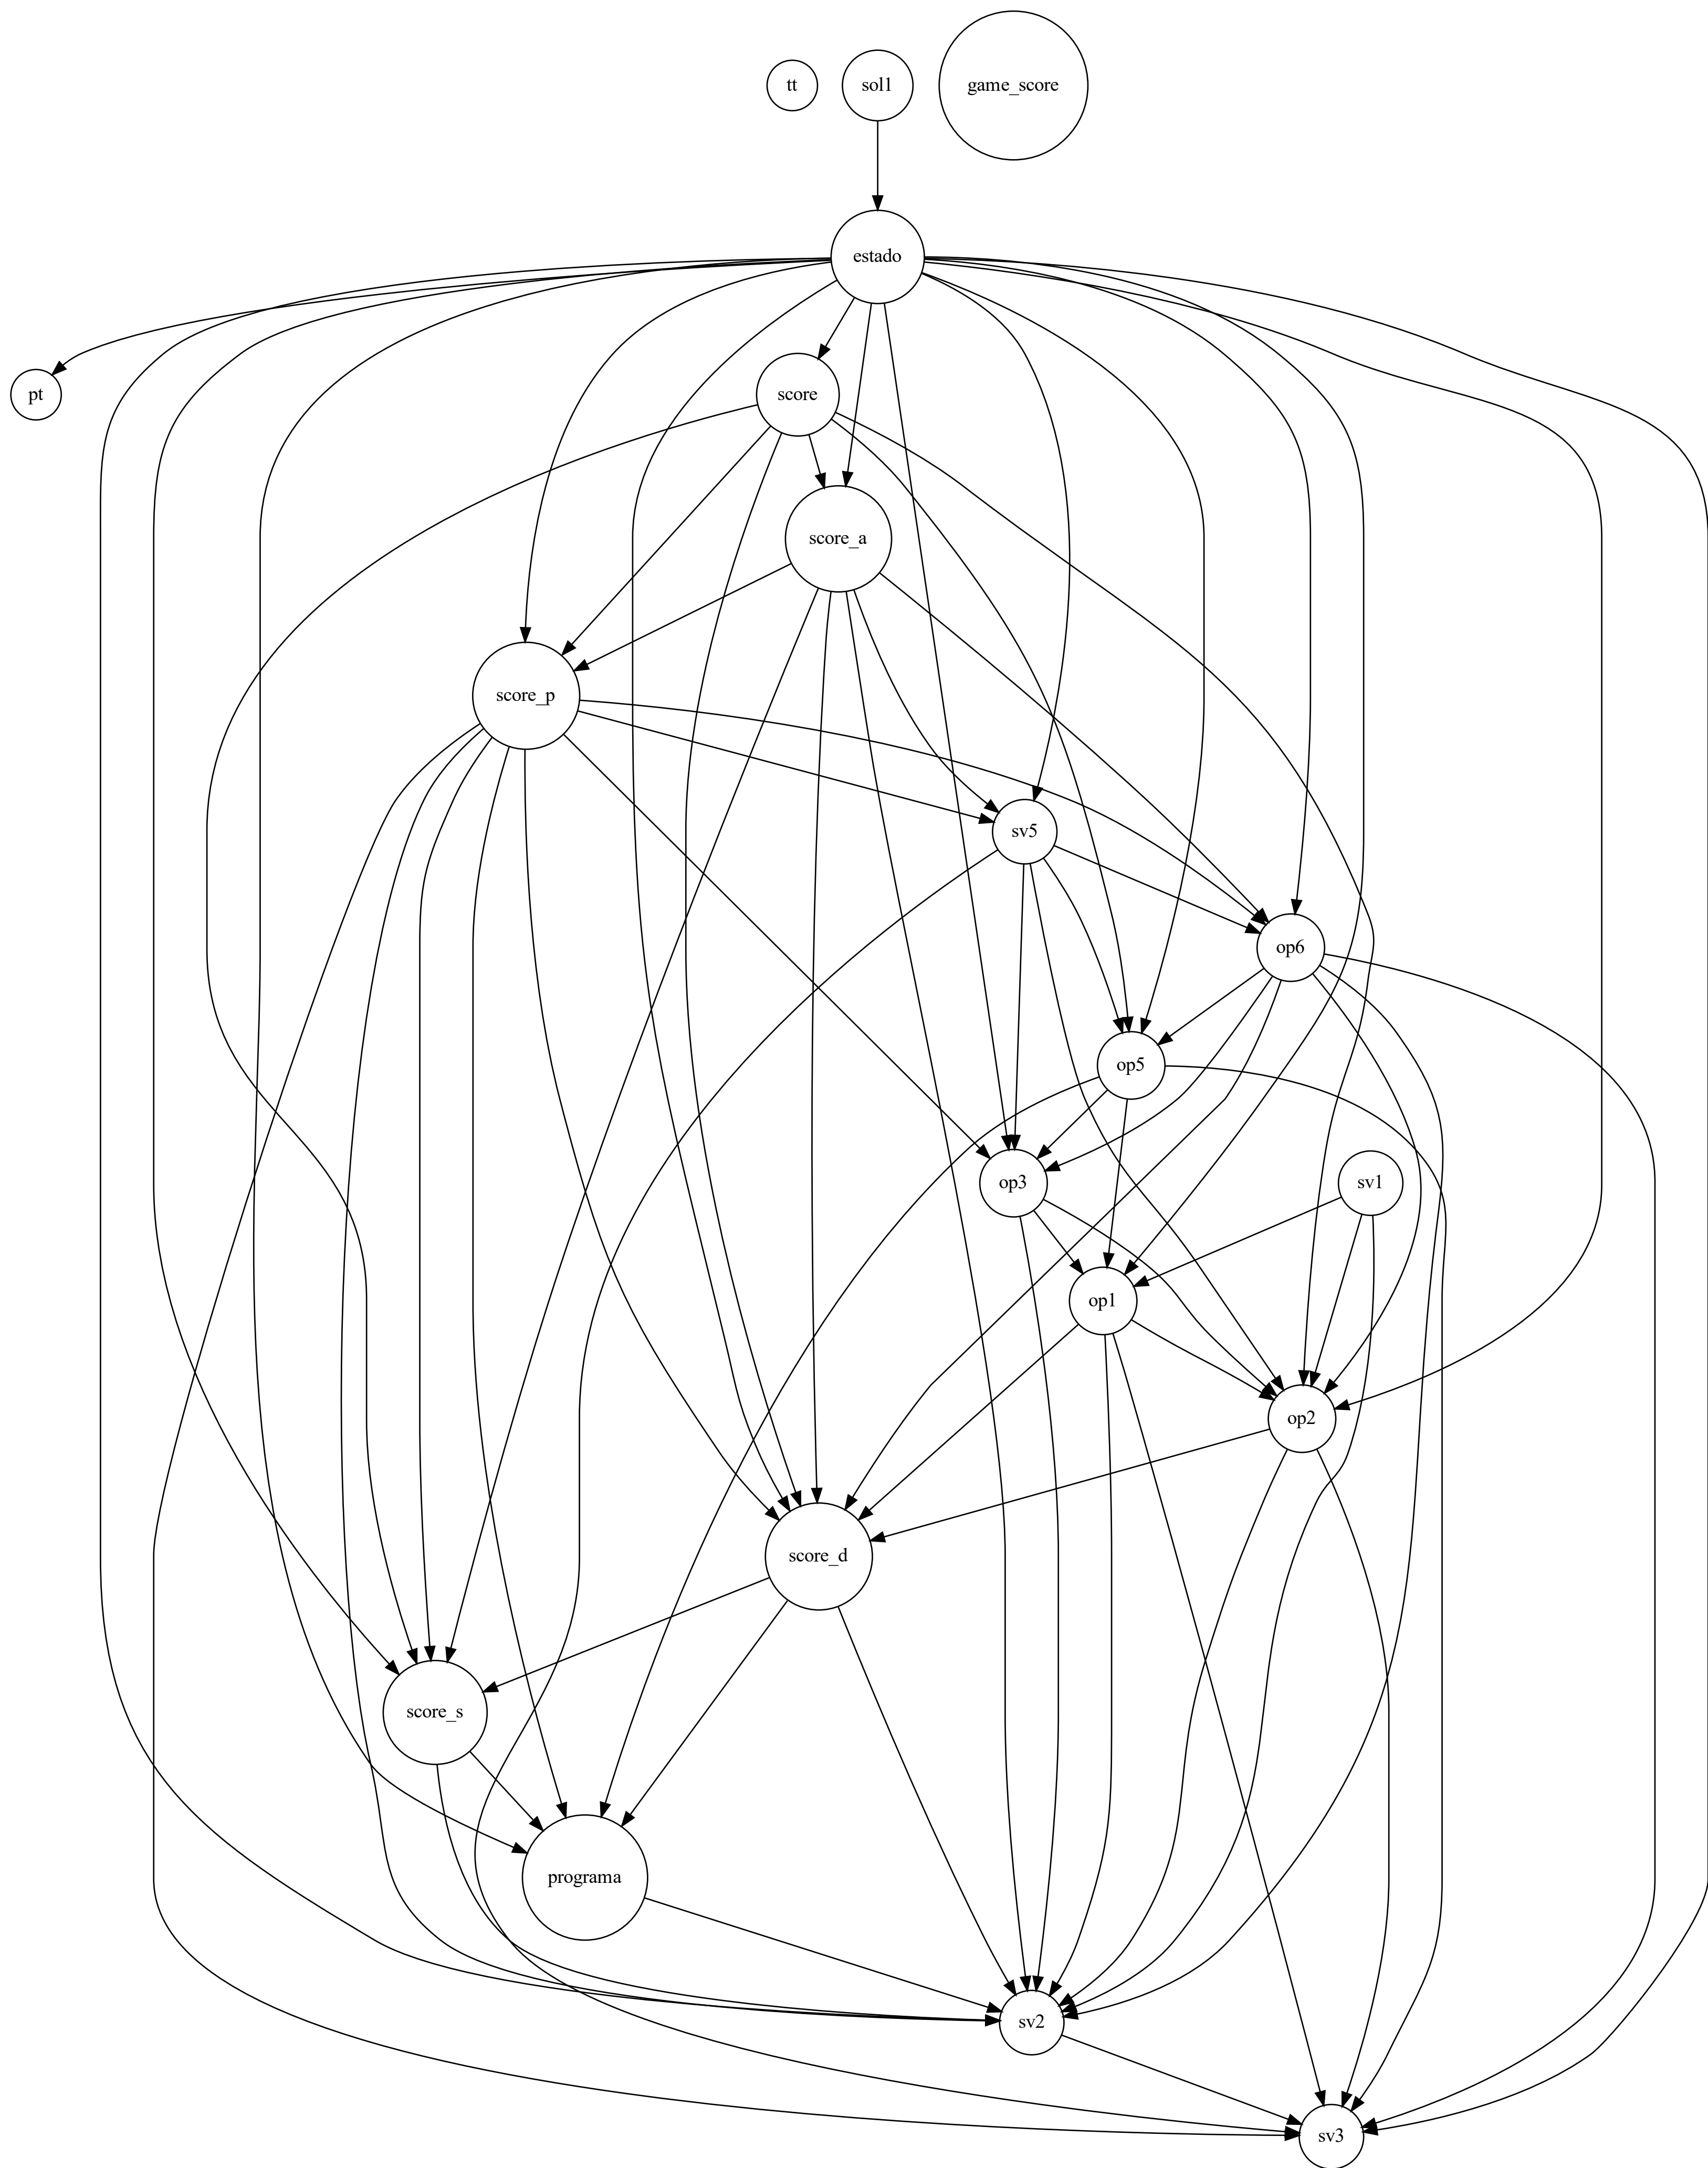 tt
sol1
game_score
estado
pt
score
score_a
score_p
sv5
op6
op5
op3
sv1
op1
op2
score_d
score_s
programa
sv2
sv3